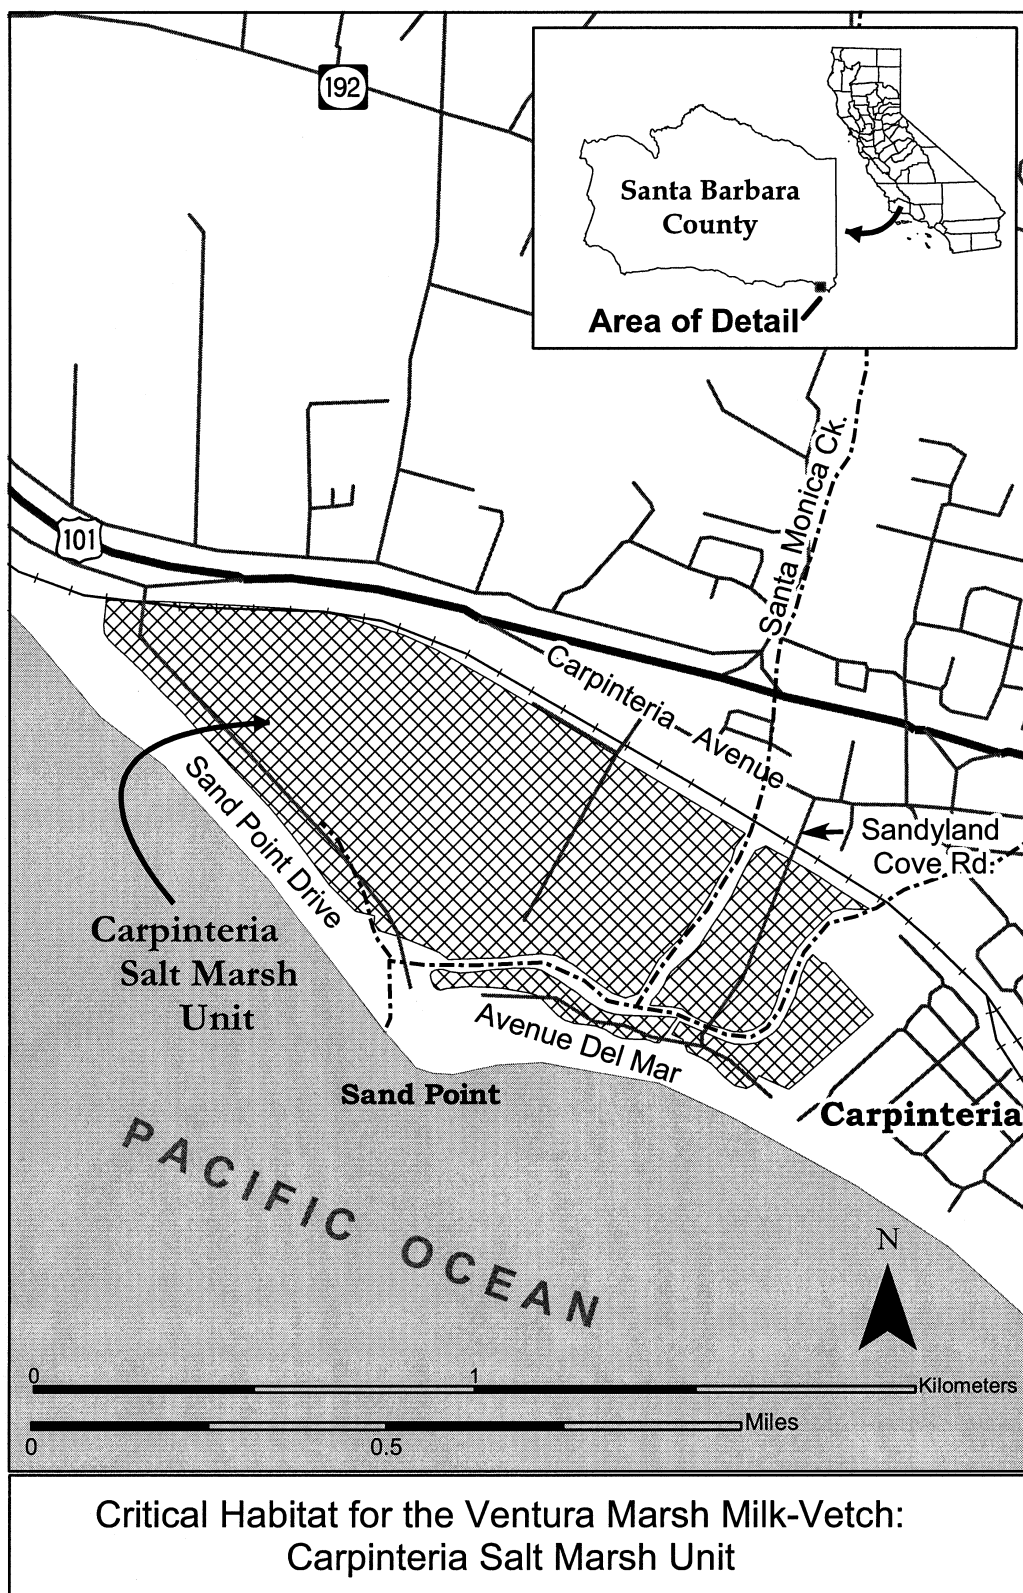 192
Santa Barbara
County
Area of Detail
Santa Monica Ck.
101
Carpinteria Avenue
Sandyland
Cove Rd.
Sand Point Drive
Carpinteria
Salt Marsh
Unit
Avenue Del Mar
Sand Point
Carpinteria
PACIFIC OCEAN
N
0 1
Kilometers
Miles
0 0.5
Critical Habitat for the Ventura Marsh Milk-Vetch:
Carpinteria Salt Marsh Unit